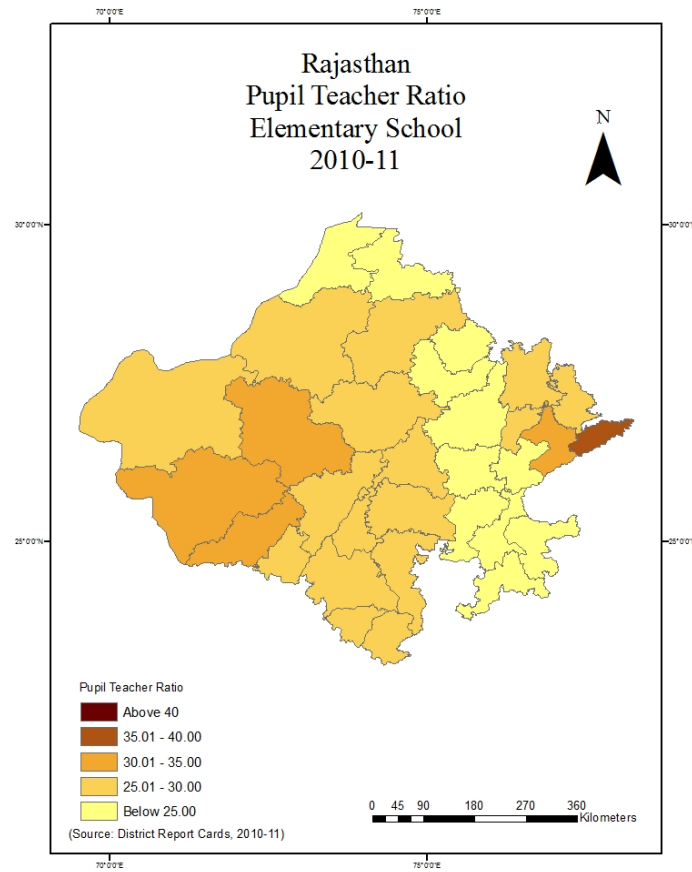 70°0'0"E 75°0'0"E
Rajasthan
Pupil Teacher Ratio
Elementary School
2010-11
N
30°0'0"N 30°0'0"N
25°0'0"N 25°0'0"N
Pupil Teacher Ratio
Above 40
35.01 - 40.00
30.01 - 35.00
25.01 - 30.00
Below 25.00
(Source: District Report Cards, 2010-11)
0 45 90 180 270 360
Kilometers
70°0'0"E 75°0'0"E